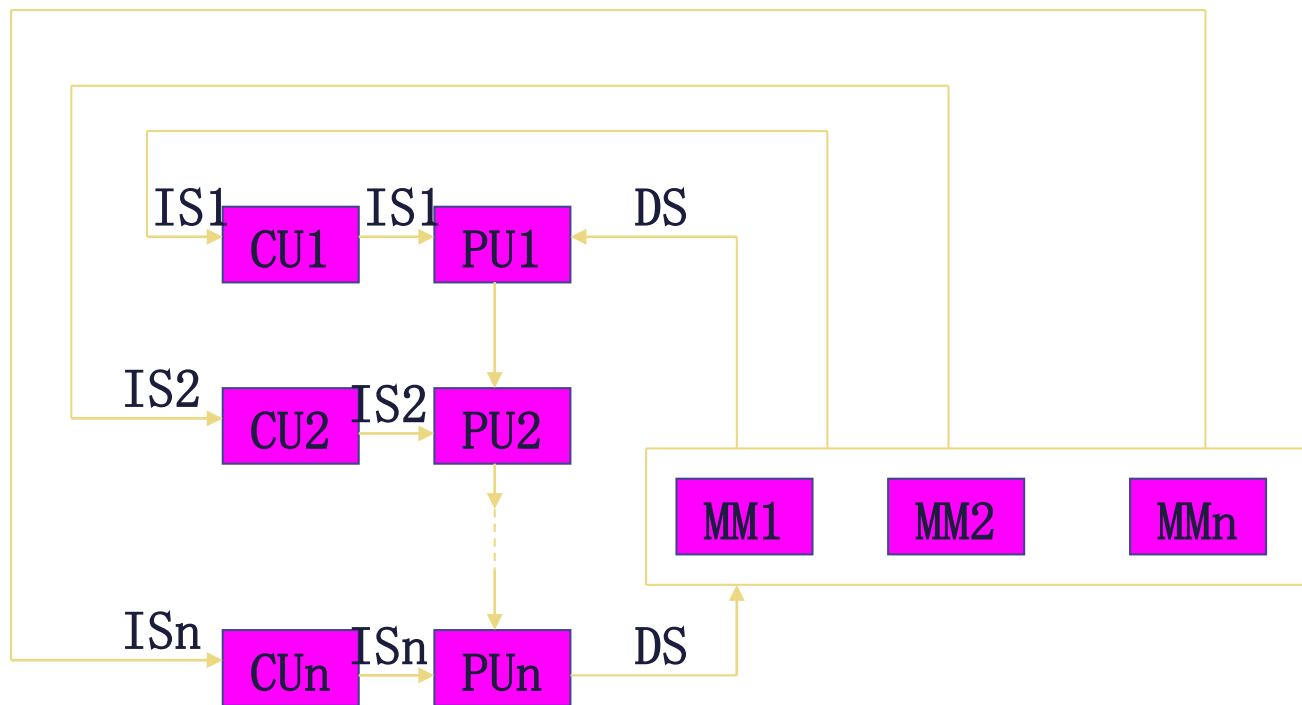 IS1 IS1 DS
CU1 PU1
IS2 IS2
CU2 PU2
MM1 MM2 MMn
ISn ISn DS
CUn PUn